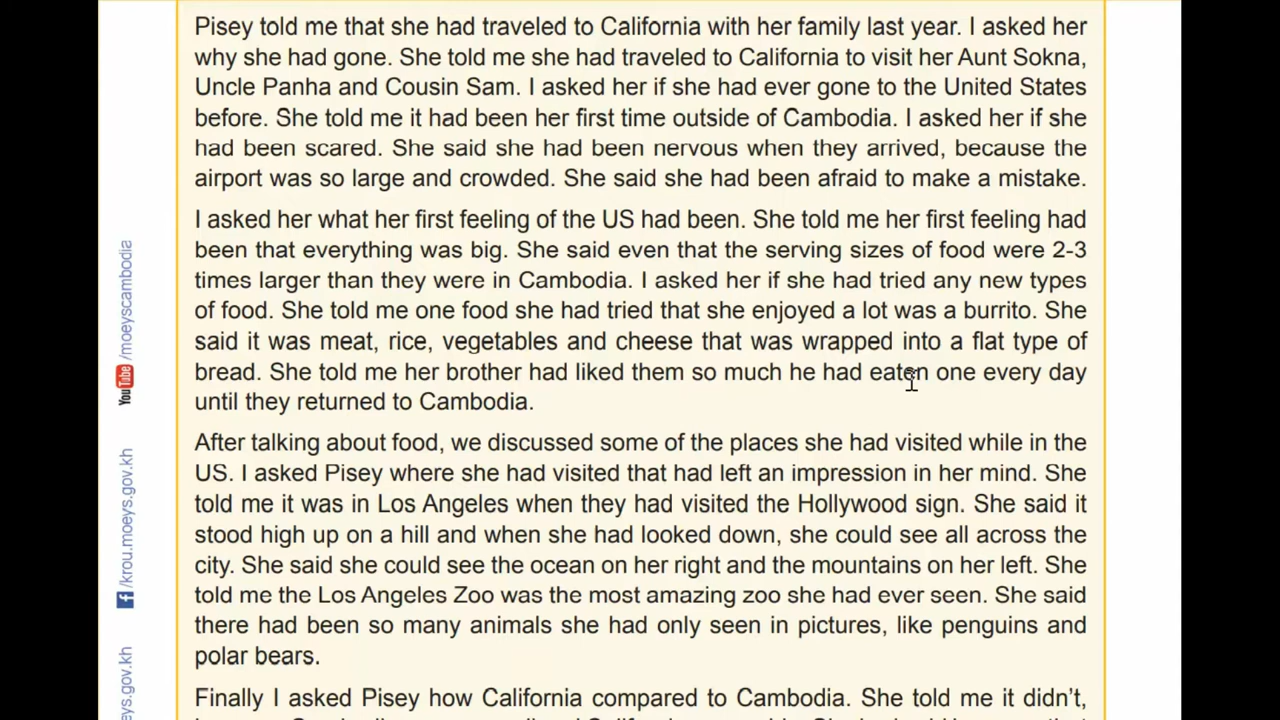 Pisey told me that she had traveled to California with her family last year. I asked her
why she had gone. She told me she had traveled to California to visit her Aunt Sokna,
Uncle Panha and Cousin Sam. I asked her if she had ever gone to the United States
before. She told me it had been her first time outside of Cambodia. I asked her if she
had been scared. She said she had been nervous when they arrived, because the
airport was so large and crowded. She said she had been afraid to make a mistake.
I asked her what her first feeling of the US had been. She told me her first feeling had
been that everything was big. She said even that the serving sizes of food were 2-3
times larger than they were in Cambodia. I asked her if she had tried any new types
of food. She told me one food she had tried that she enjoyed a lot was a burrito. She
said it was meat, rice, vegetables and cheese that was wrapped into a flat type of
bread. She told me her brother had liked them so much he had eaten one every day
until they returned to Cambodia.
After talking about food, we discussed some of the places she had visited while in the
US. I asked Pisey where she had visited that had left an impression in her mind. She
told me it was in Los Angeles when they had visited the Hollywood sign. She said it
stood high up on a hill and when she had looked down, she could see all across the
city. She said she could see the ocean on her right and the mountains on her left. She
told me the Los Angeles Zoo was the most amazing zoo she had ever seen. She said
there had been so many animals she had only seen in pictures, like penguins and
polar bears.
Finally I asked Pisey how California compared to Cambodia. She told me it didn't,
YouTube /moeyscambodia
f /krou.moeys.gov.kh
eys.gov.kh